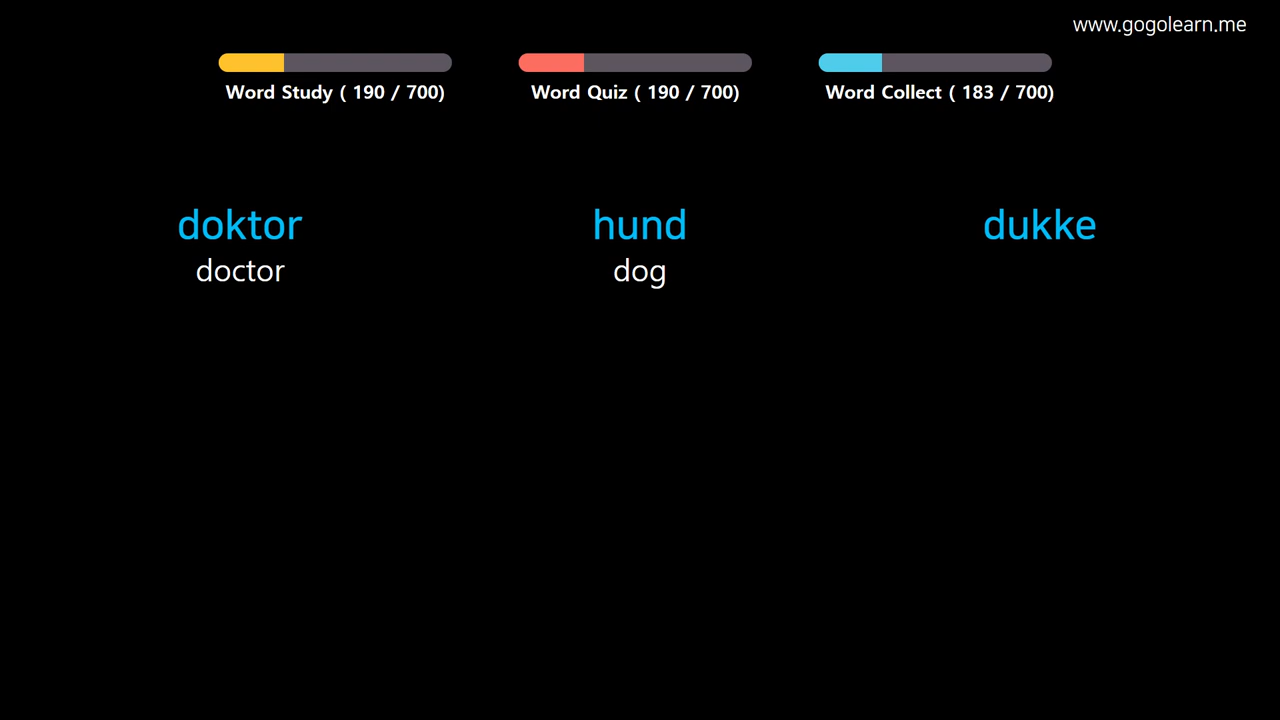 www.gogolearn.me
Word Study ( 190 / 700)
Word Quiz ( 190 / 700)
Word Collect ( 183 / 700)
doktor
hund
dukke
doctor
dog